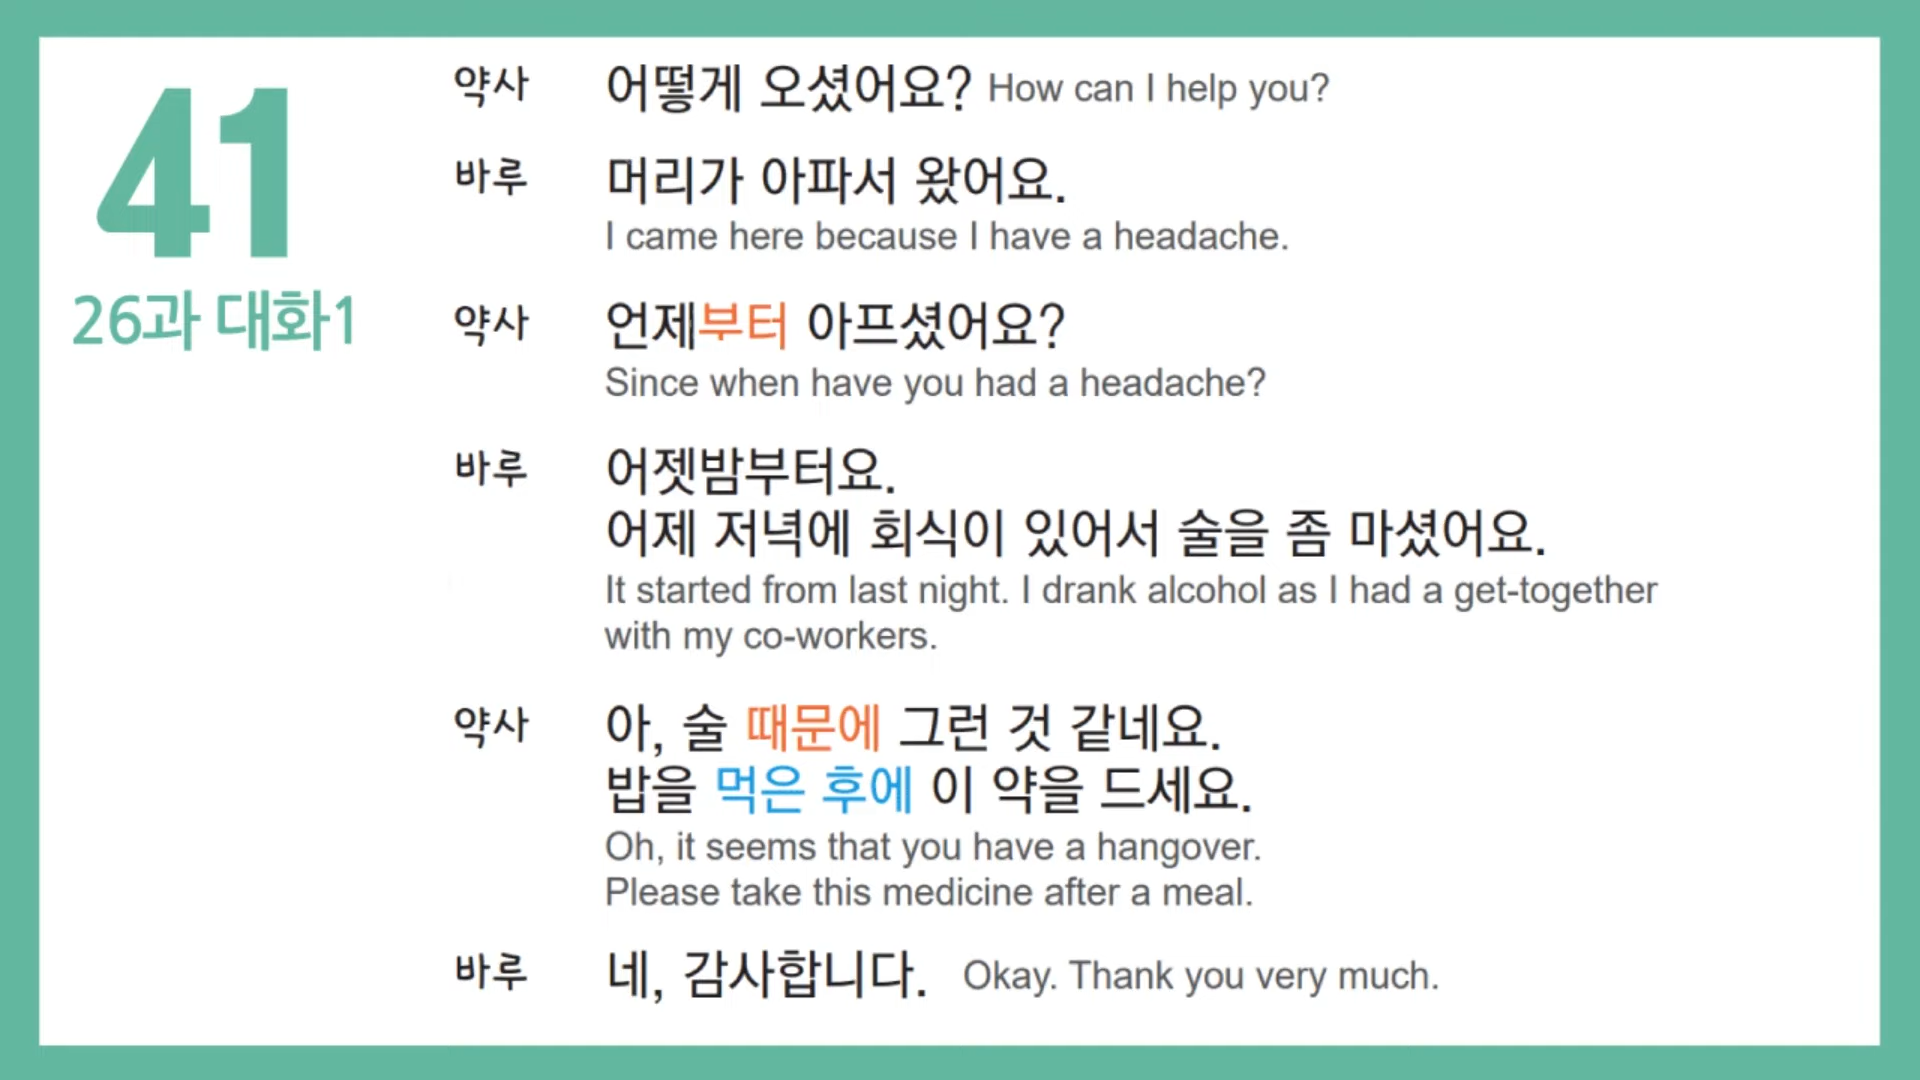 41
26과 대화1
약사 어떻게 오셨어요? How can I help you?
바루 머리가 아파서 왔어요.
I came here because I have a headache.
약사 언제부터 아프셨어요?
Since when have you had a headache?
바루 어젯밤부터요.
어제 저녁에 회식이 있어서 술을 좀 마셨어요.
It started from last night. I drank alcohol as I had a get-together
with my co-workers.
약사 아, 술 때문에 그런 것 같네요.
밥을 먹은 후에 이 약을 드세요.
Oh, it seems that you have a hangover.
Please take this medicine after a meal.
바루 네, 감사합니다. Okay. Thank you very much.